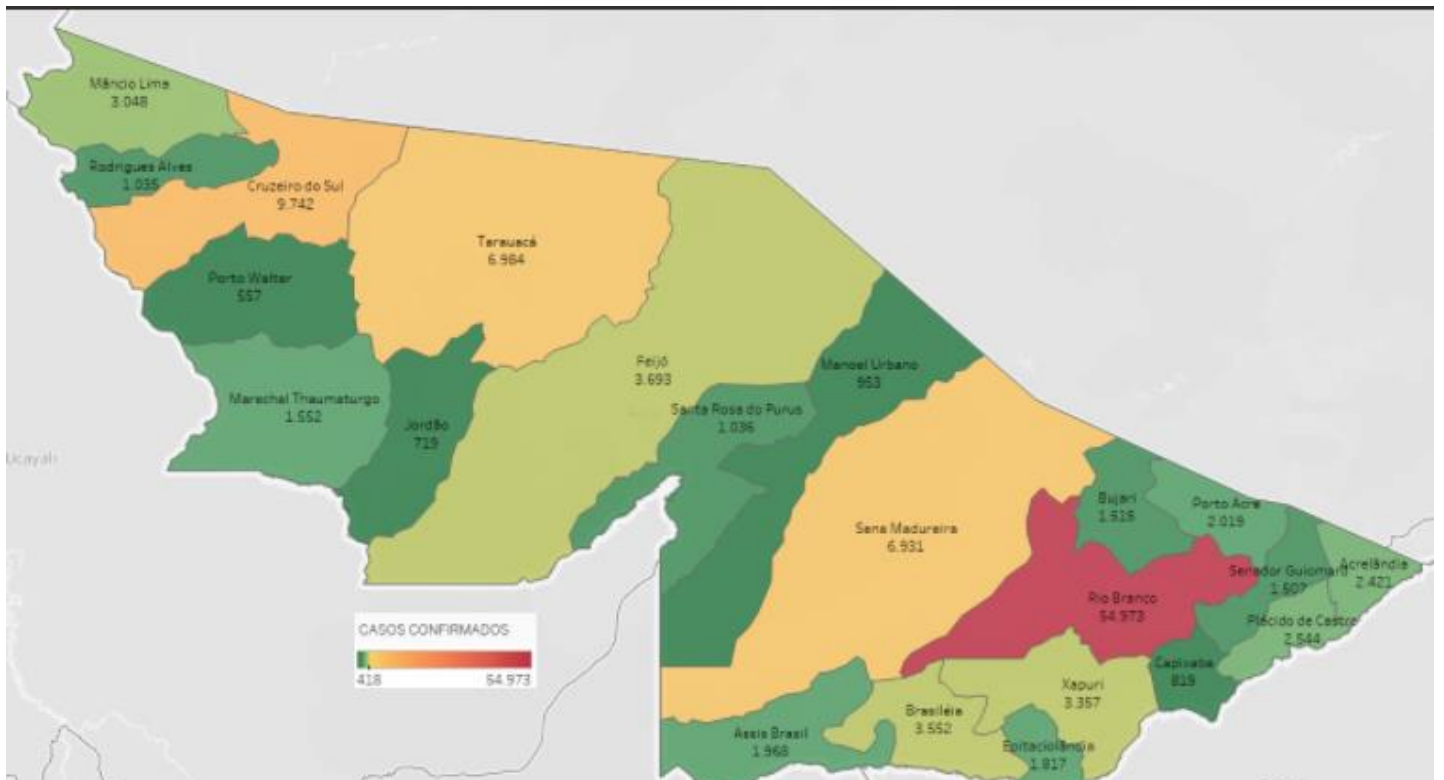 Mâncio Lima
3.048
Rodrigues Alves
1.035
Cruzeiro do Sul
9.742
Tarauacá
6.984
Porto Walter
557
Feijó
3.693
Manoel Urbano
953
Marechal Thaumaturgo
1.552
Jordão
719
Santa Rosa do Purus
1.036
Ucayali
Sena Madureira
6.931
Bujari
Porto Acre
2.019
Senador Guiomard
1.507
Acrelândia
2.421
Rio Branco
54.973
Plácido de Castro
2.544
Capixaba
819
Xapuri
3.357
Brasiléia
3.552
Assis Brasil
1.968
Epitaciolândia
1.817
CASOS CONFIRMADOS
418
54.973